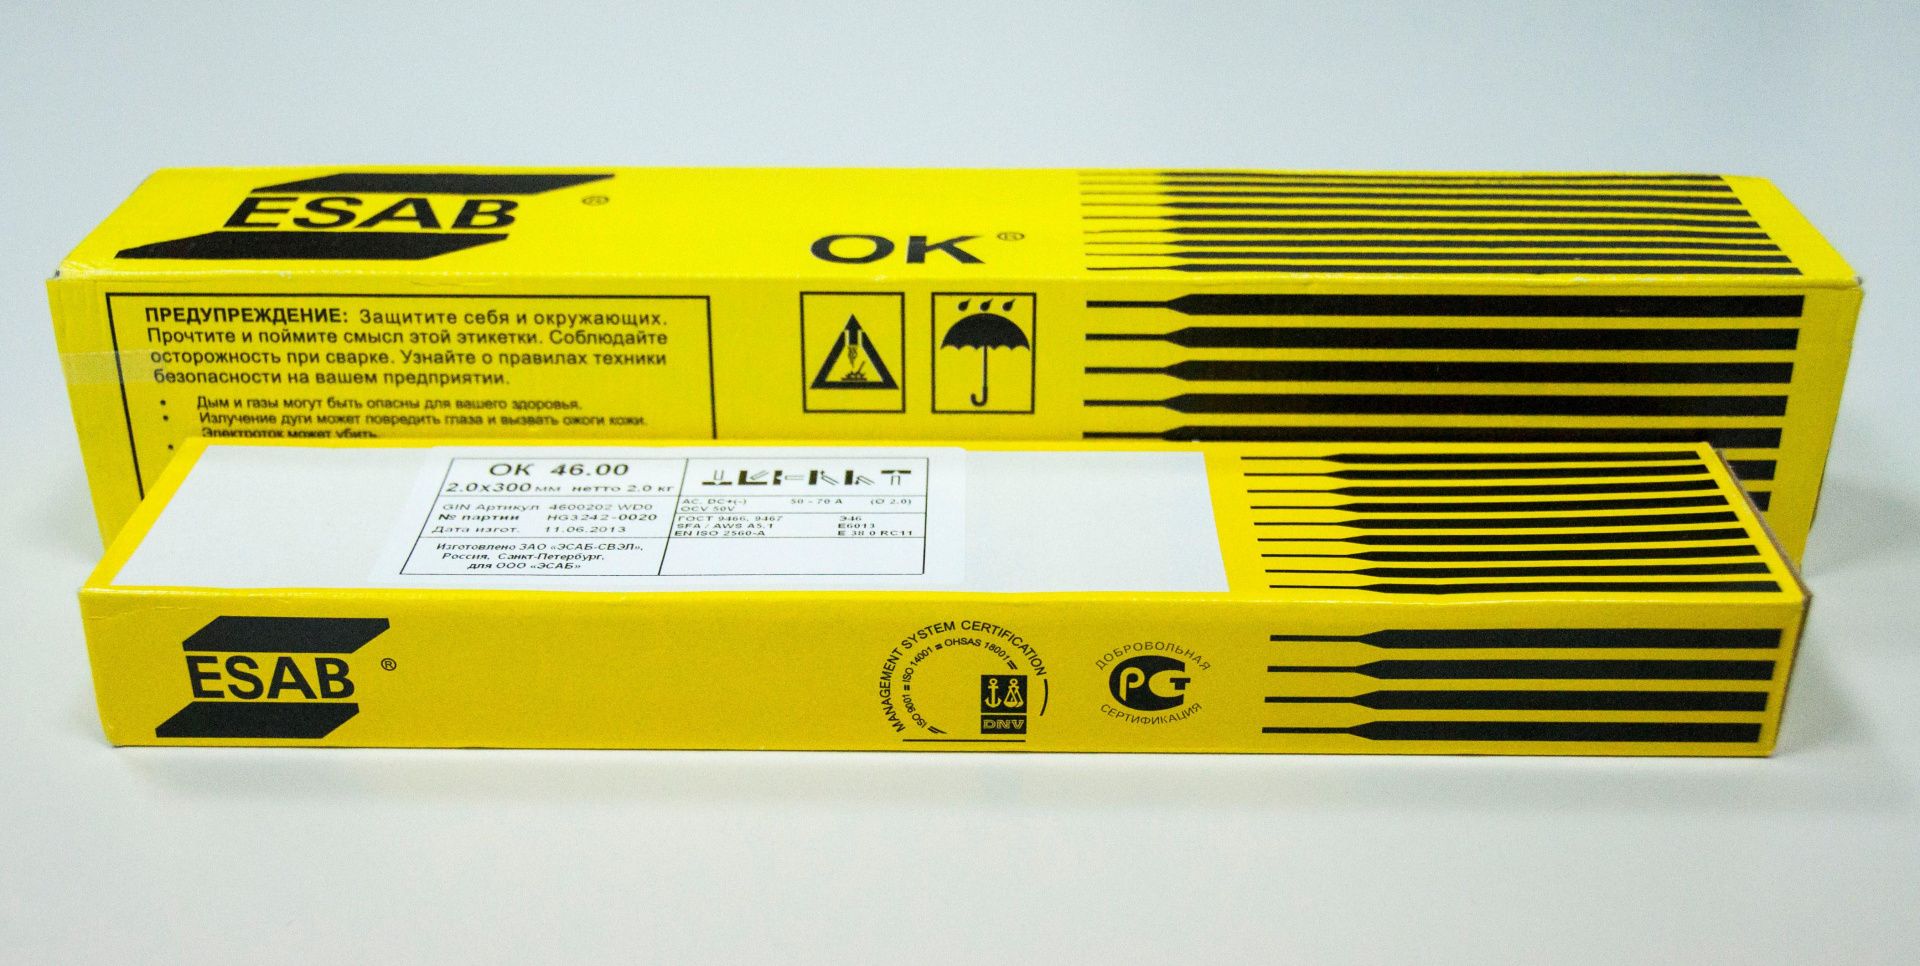 ESAB ®
OK ®
ПРЕДУПРЕЖДЕНИЕ: Защитите себя и окружающих.
Прочтите и поймите смысл этой этикетки. Соблюдайте
осторожность при сварке. Узнайте о правилах техники
безопасности на вашем предприятии.
• Дым и газы могут быть опасны для вашего здоровья.
• Излучение дуги может повредить глаза и вызвать ожоги кожи.
Электроток может убить.
OK 46.00
2.0x300 мм нетто 2.0 кг
GIN Артикул 4600202 WD0
№ партии HG3242-0020
Дата изгот. 11.06.2013
Изготовлено ЗАО «ЭСАБ-СВЭЛ»,
Россия, Санкт-Петербург,
для ООО «ЭСАБ»
AC, DC+(-) 50 - 70 A (Ø 2.0)
OCV 50V
ГОСТ 9466, 9467 Э46
SFA / AWS A5.1 E6013
EN ISO 2560-A E 38 0 RC11
ESAB ®
MANAGEMENT SYSTEM CERTIFICATION
ISO 9001 = ISO 14001 = OHSAS 18001 =
DNV
ДОБРОВОЛЬНАЯ
РСТ
СЕРТИФИКАЦИЯ